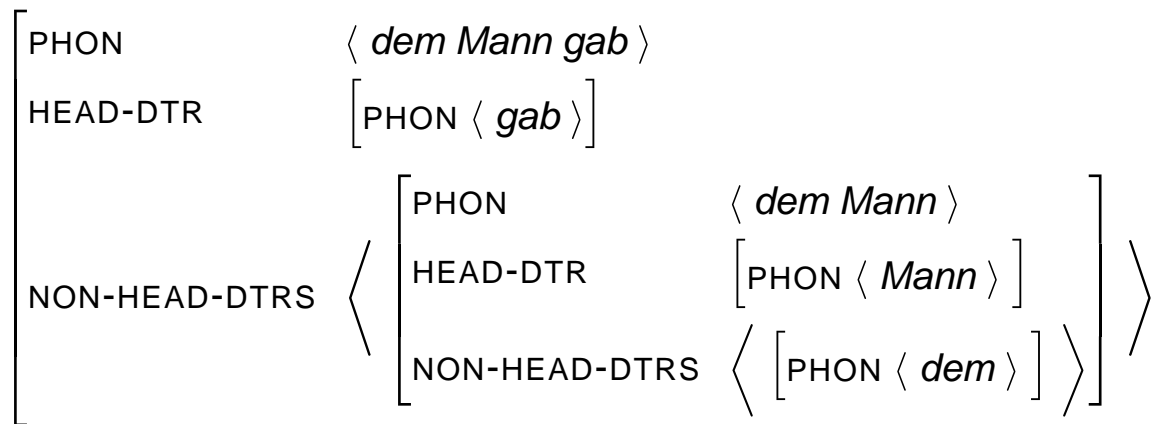 PHON ⟨ dem Mann gab ⟩
HEAD-DTR [PHON ⟨ gab ⟩]
PHON ⟨ dem Mann ⟩
HEAD-DTR [PHON ⟨ Mann ⟩]
NON-HEAD-DTRS ⟨
NON-HEAD-DTRS ⟨ [PHON ⟨ dem ⟩] ⟩ ⟩